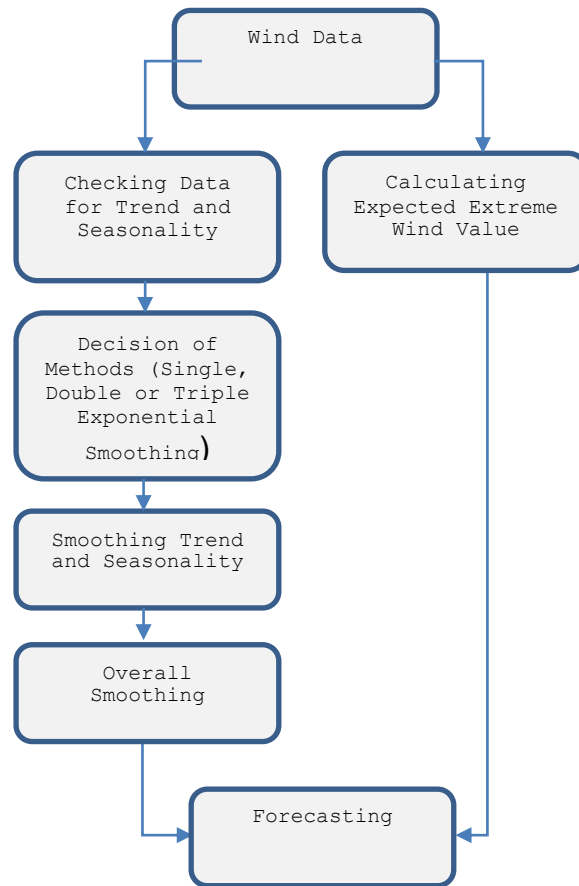 Wind Data
Checking Data
for Trend and
Seasonality
Calculating
Expected Extreme
Wind Value
Decision of
Methods (Single,
Double or Triple
Exponential
Smoothing)
Smoothing Trend
and Seasonality
Overall
Smoothing
Forecasting